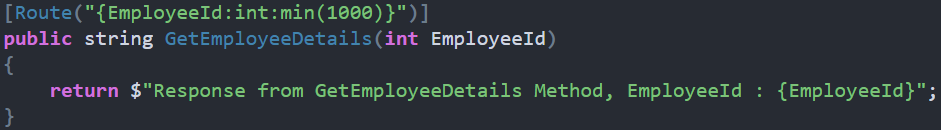 [Route("{EmployeeId:int:min(1000)}")]
public string GetEmployeeDetails(int EmployeeId)
{
    return $"Response from GetEmployeeDetails Method, EmployeeId : {EmployeeId}";
}